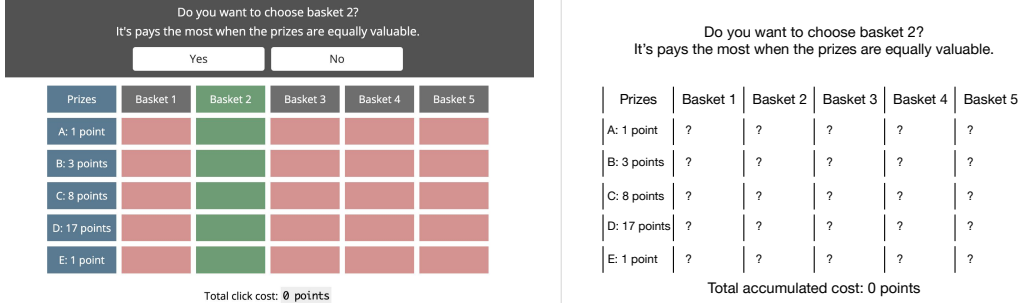 Do you want to choose basket 2?
It's pays the most when the prizes are equally valuable.
Yes No
Prizes Basket 1 Basket 2 Basket 3 Basket 4 Basket 5
A: 1 point
B: 3 points
C: 8 points
D: 17 points
E: 1 point
Total click cost: 0 points
Do you want to choose basket 2?
It's pays the most when the prizes are equally valuable.
Prizes Basket 1 Basket 2 Basket 3 Basket 4 Basket 5
A: 1 point ? ? ? ? ?
B: 3 points ? ? ? ? ?
C: 8 points ? ? ? ? ?
D: 17 points ? ? ? ? ?
E: 1 point ? ? ? ? ?
Total accumulated cost: 0 points